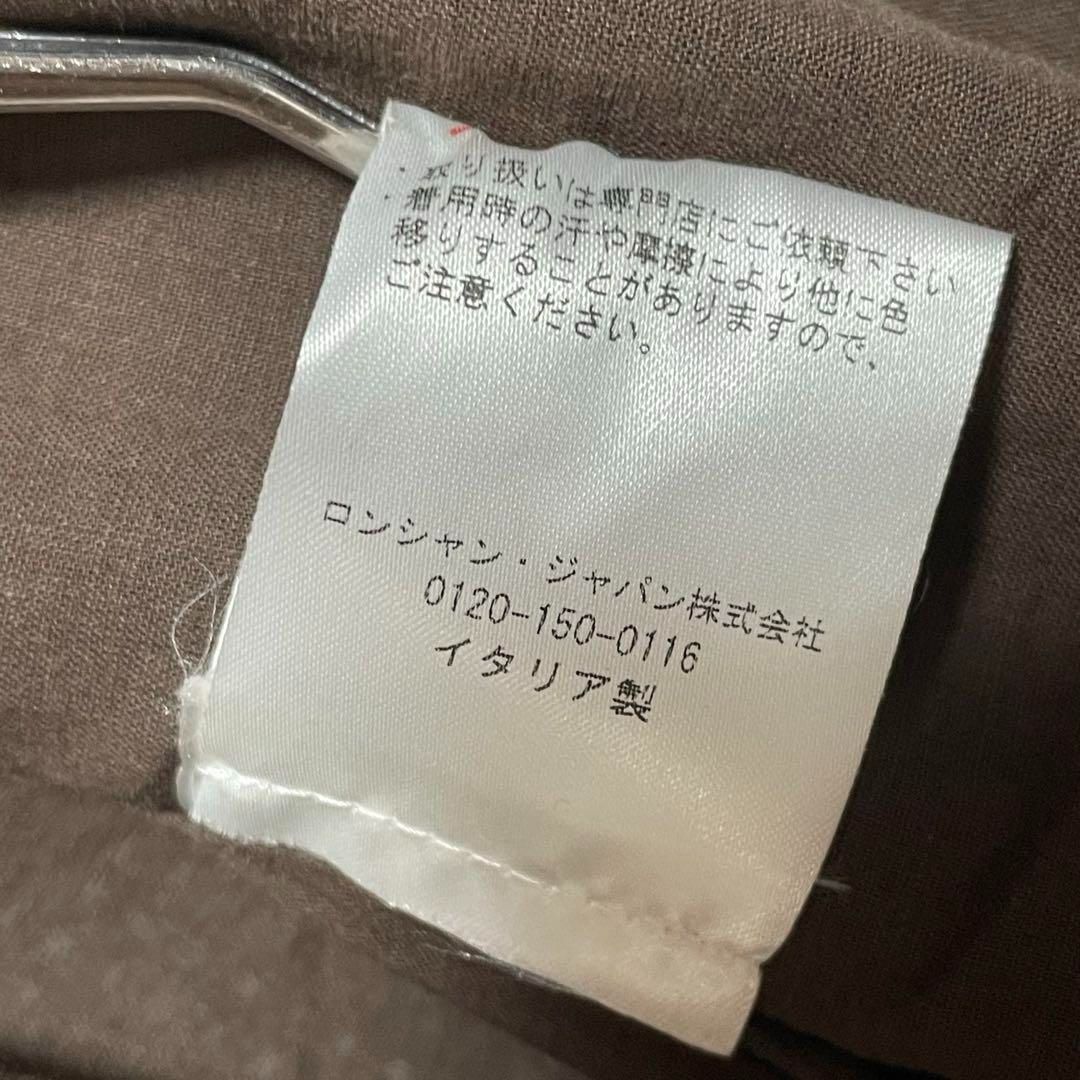 ・取り扱いは専門店にご依頼下さい
・着用時の汗や摩擦により他に色
移りすることがありますので、
ご注意ください。
ロンシャン・ジャパン株式会社
0120-150-0116
イタリア製